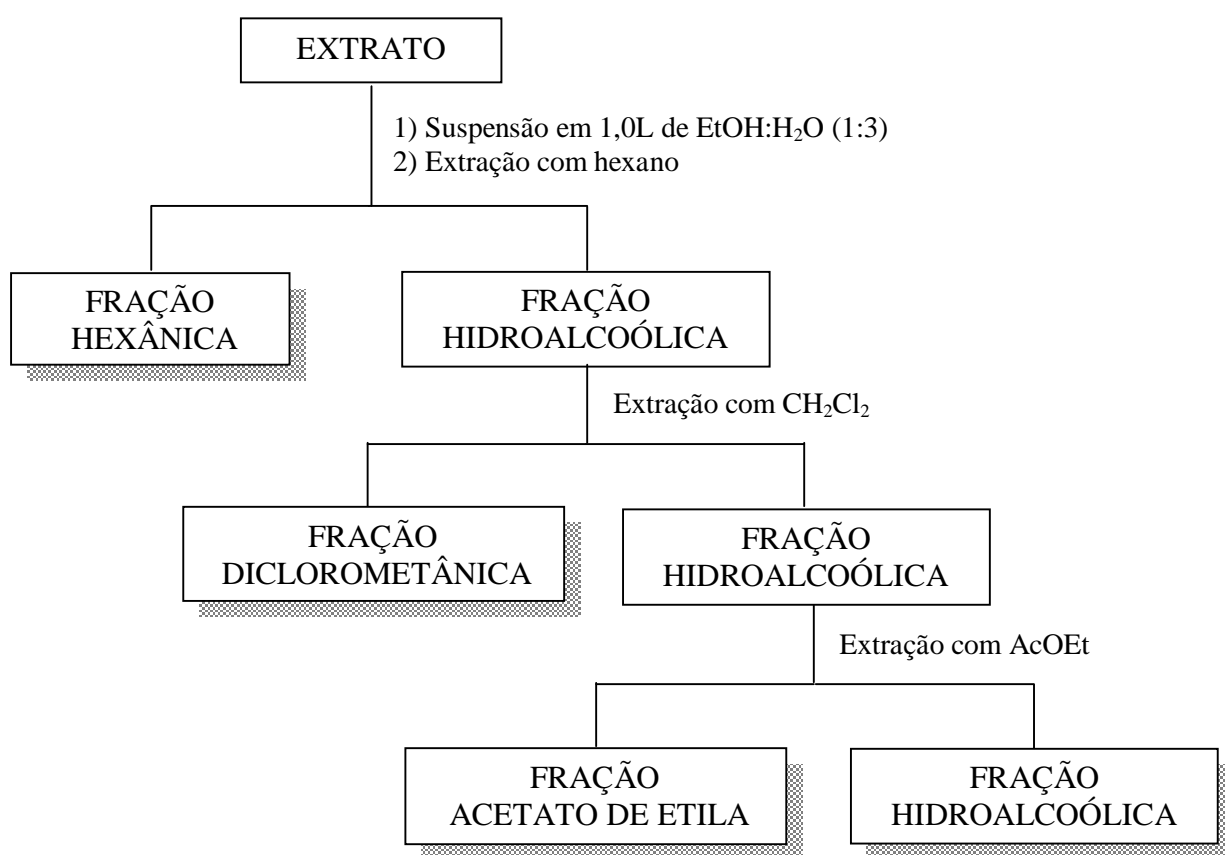 EXTRATO
1) Suspensão em 1,0L de EtOH:H₂O (1:3)
2) Extração com hexano
FRAÇÃO
HEXÂNICA
FRAÇÃO
HIDROALCOÓLICA
Extração com CH₂Cl₂
FRAÇÃO
DICLOROMETÂNICA
FRAÇÃO
HIDROALCOÓLICA
Extração com AcOEt
FRAÇÃO
ACETATO DE ETILA
FRAÇÃO
HIDROALCOÓLICA